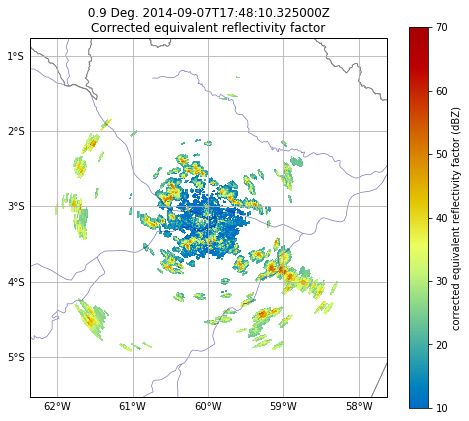 0.9 Deg. 2014-09-07T17:48:10.325000Z
Corrected equivalent reflectivity factor
1°S
2°S
3°S
4°S
5°S
62°W
61°W
60°W
59°W
58°W
70
60
50
40
30
20
10
corrected equivalent reflectivity factor (dBZ)